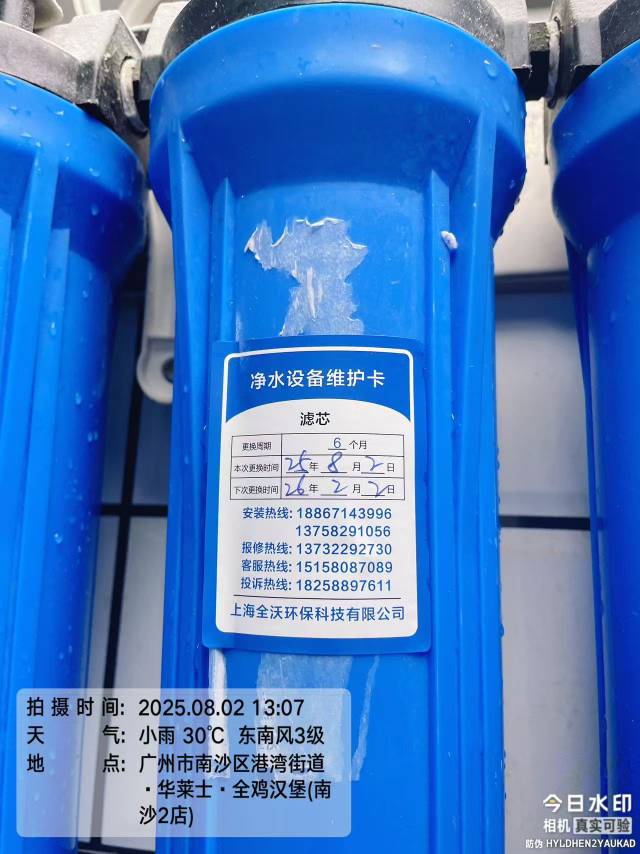 净水设备维护卡
滤芯
更换周期 6 个月
本次更换时间 25年 8 月 2 日
下次更换时间 26年 2 月 2 日
安装热线: 18867143996
13758291056
报修热线: 13732292730
客服热线: 15158087089
投诉热线: 18258897611
上海全沃环保科技有限公司
拍摄时间: 2025.08.02 13:07
天 气: 小雨 30℃ 东南风3级
地 点: 广州市南沙区港湾街道
·华莱士·全鸡汉堡(南
沙2店)
今日水印
相机 真实可验
防伪 HYLDHEN2YAUKAD